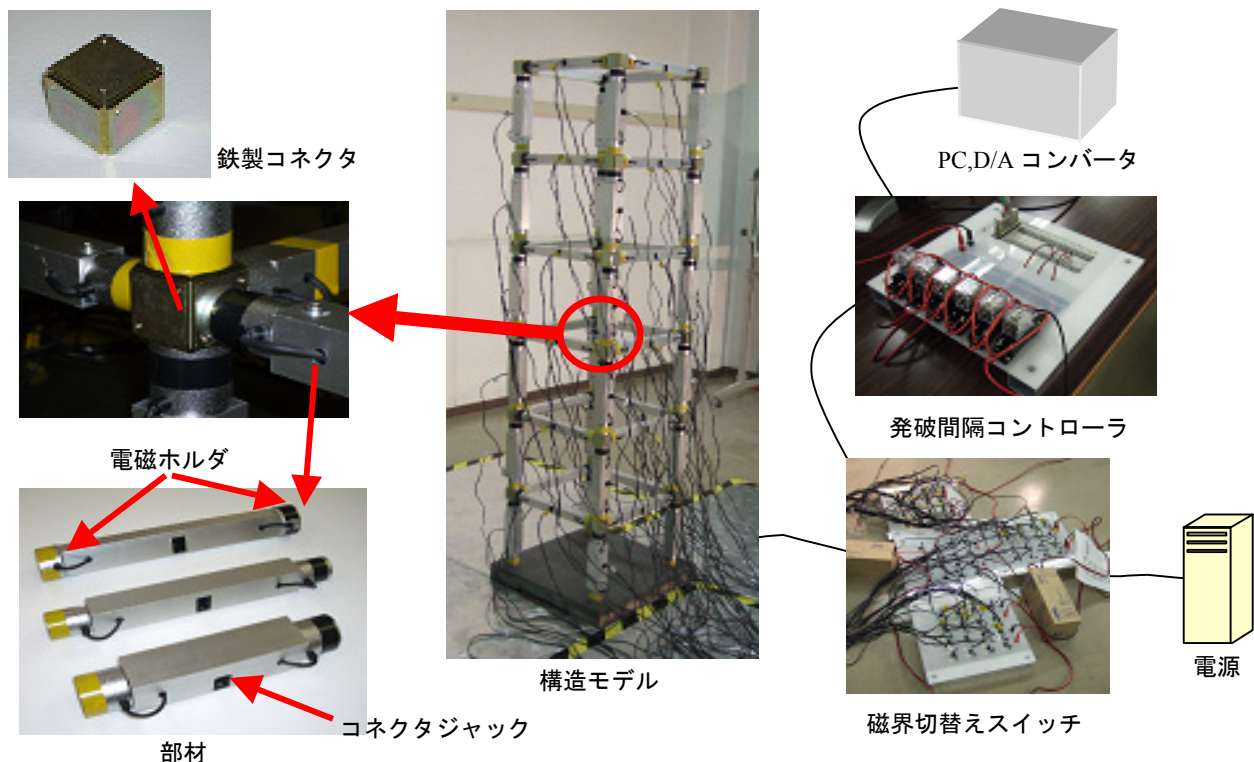 鉄製コネクタ
PC,D/A コンバータ
発破間隔コントローラ
電磁ホルダ
構造モデル
電源
コネクタジャック
磁界切替えスイッチ
部材